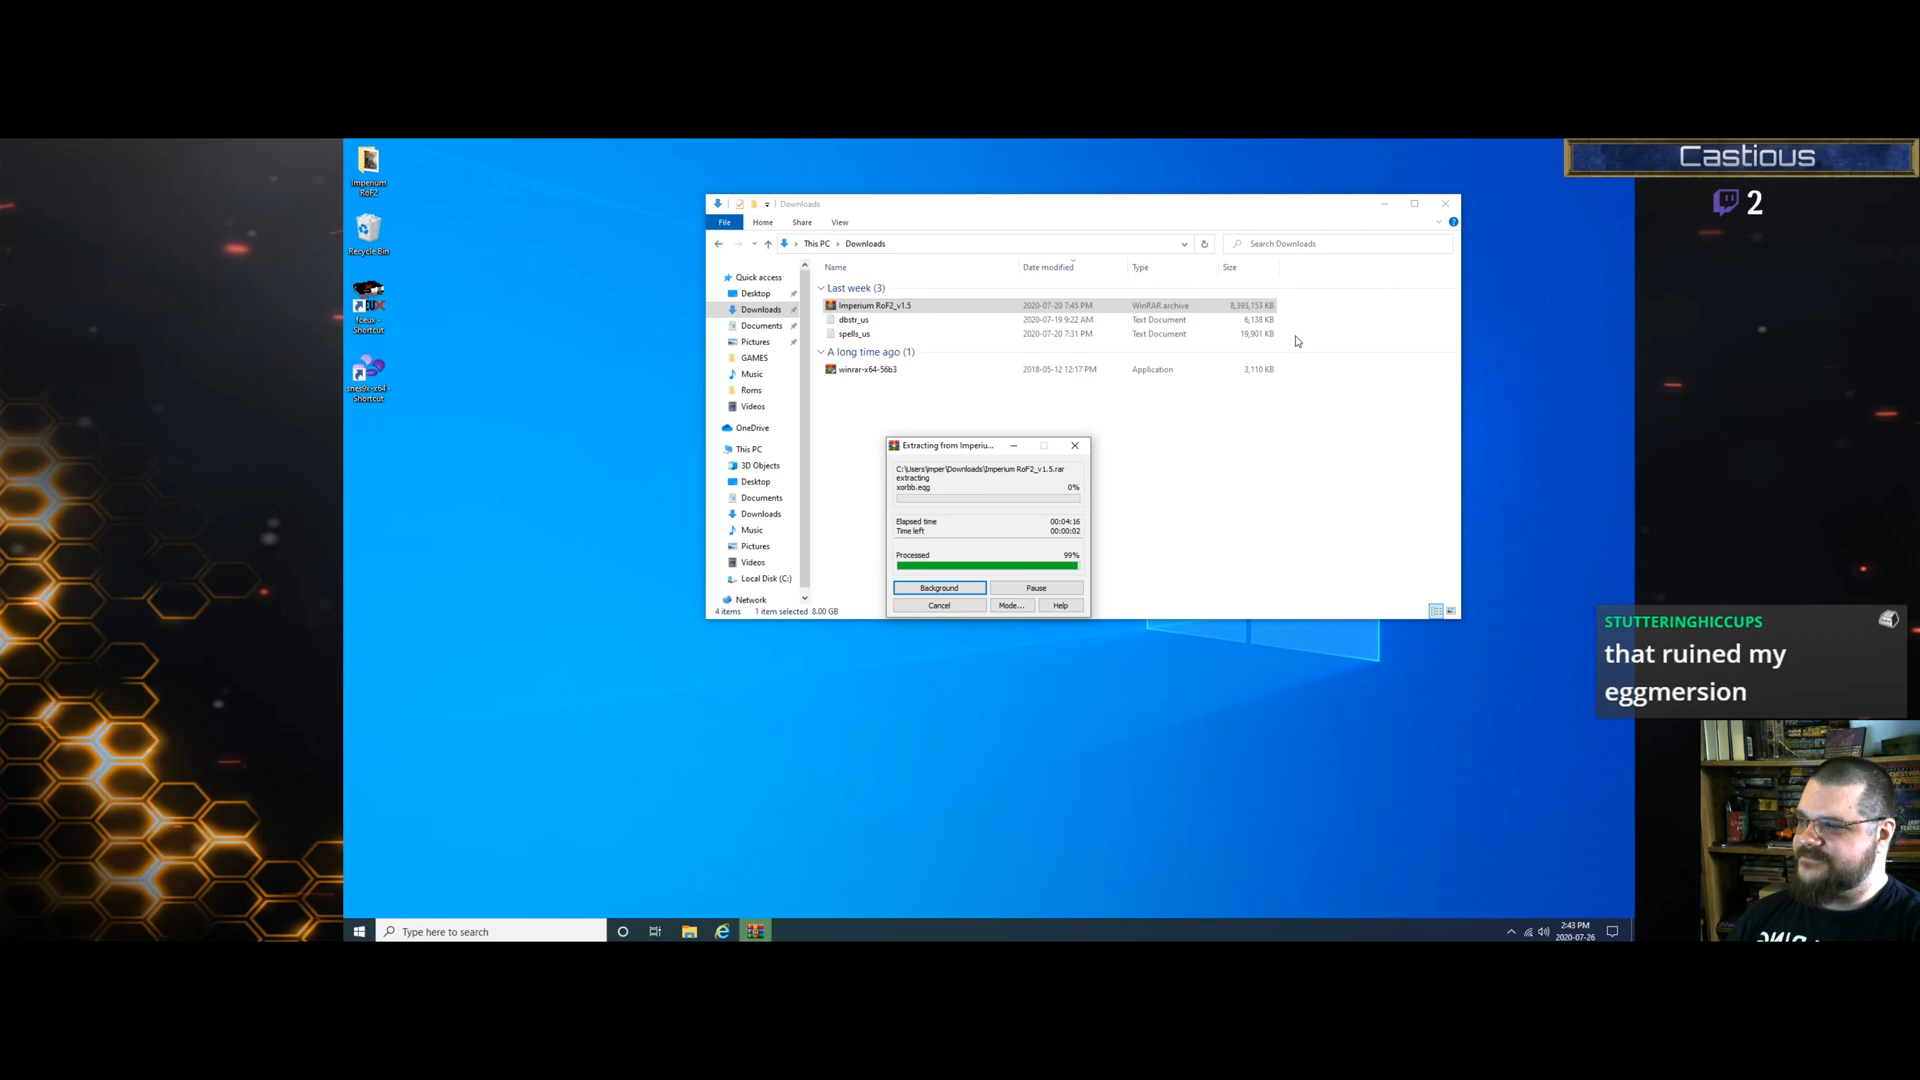 Castious
2
Imperium
RoF2
Recycle Bin
fceux -
Shortcut
snes9x-x64 -
Shortcut
Downloads
File Home Share View
This PC Downloads
Search Downloads
Name Date modified Type Size
Quick access
Desktop
Downloads
Documents
Pictures
GAMES
Music
Roms
Videos
OneDrive
This PC
3D Objects
Desktop
Documents
Downloads
Music
Pictures
Videos
Local Disk (C:)
Network
Last week (3)
Imperium RoF2_v1.5 2020-07-20 7:45 PM WinRAR archive 8,393,153 KB
dbstr_us 2020-07-19 9:22 AM Text Document 6,138 KB
spells_us 2020-07-20 7:31 PM Text Document 19,901 KB
A long time ago (1)
winrar-x64-56b3 2018-05-12 12:17 PM Application 3,110 KB
4 items 1 item selected 8.00 GB
Extracting from Imperiu...
C:\Users\imper\Downloads\Imperium RoF2_v1.5.rar
extracting
xorbb.eqg 0%
Elapsed time 00:04:16
Time left 00:00:02
Processed 99%
Background Pause
Cancel Mode... Help
STUTTERINGHICCUPS
that ruined my
eggmersion
Type here to search
2:43 PM
2020-07-26